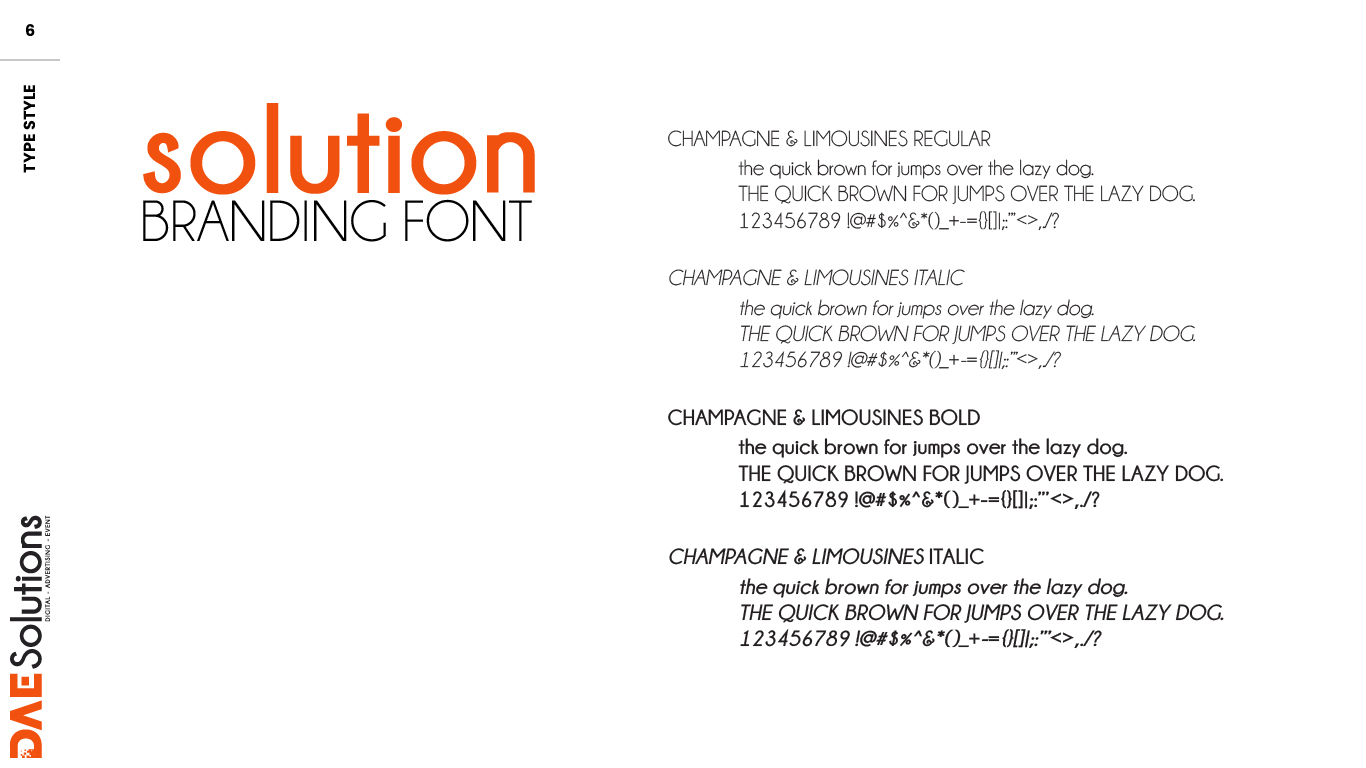 6
TYPE STYLE
solution
BRANDING FONT
CHAMPAGNE & LIMOUSINES REGULAR
the quick brown for jumps over the lazy dog.
THE QUICK BROWN FOR JUMPS OVER THE LAZY DOG.
123456789 !@#$%^&*()_+-={}[]|;:'"<>,./?
CHAMPAGNE & LIMOUSINES ITALIC
the quick brown for jumps over the lazy dog.
THE QUICK BROWN FOR JUMPS OVER THE LAZY DOG.
123456789 !@#$%^&*()_+-={}[]|;:'"<>,./?
CHAMPAGNE & LIMOUSINES BOLD
the quick brown for jumps over the lazy dog.
THE QUICK BROWN FOR JUMPS OVER THE LAZY DOG.
123456789 !@#$%^&*()_+-={}[]|;:'"<>,./?
CHAMPAGNE & LIMOUSINES ITALIC
the quick brown for jumps over the lazy dog.
THE QUICK BROWN FOR JUMPS OVER THE LAZY DOG.
123456789 !@#$%^&*()_+-={}[]|;:'"<>,./?
DAE Solutions
DIGITAL - ADVERTISING - EVENT